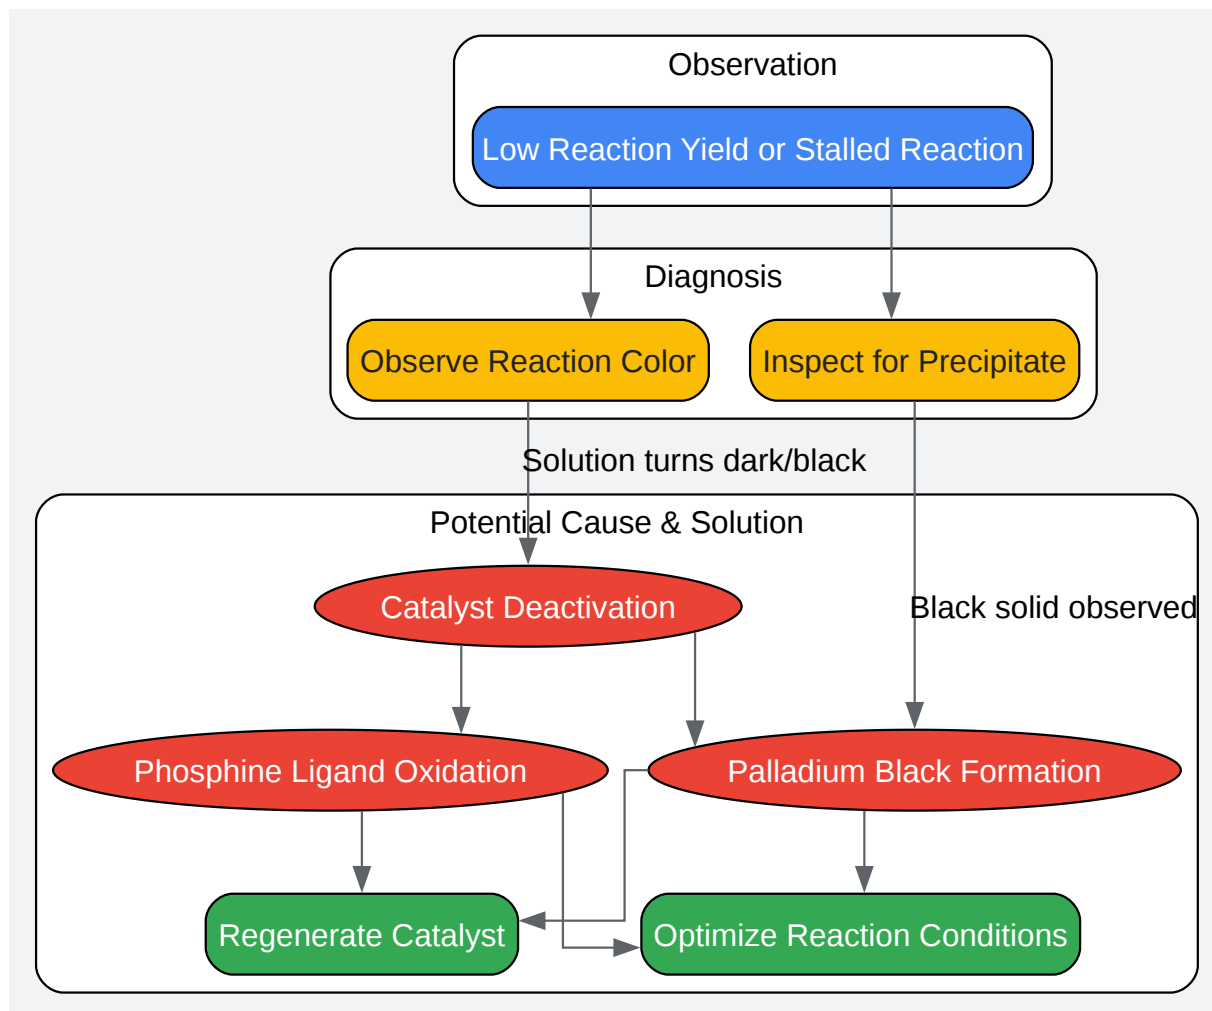 Observation
Low Reaction Yield or Stalled Reaction
Diagnosis
Observe Reaction Color
Inspect for Precipitate
Solution turns dark/black
Potential Cause & Solution
Catalyst Deactivation
Black solid observed
Phosphine Ligand Oxidation
Palladium Black Formation
Regenerate Catalyst
Optimize Reaction Conditions